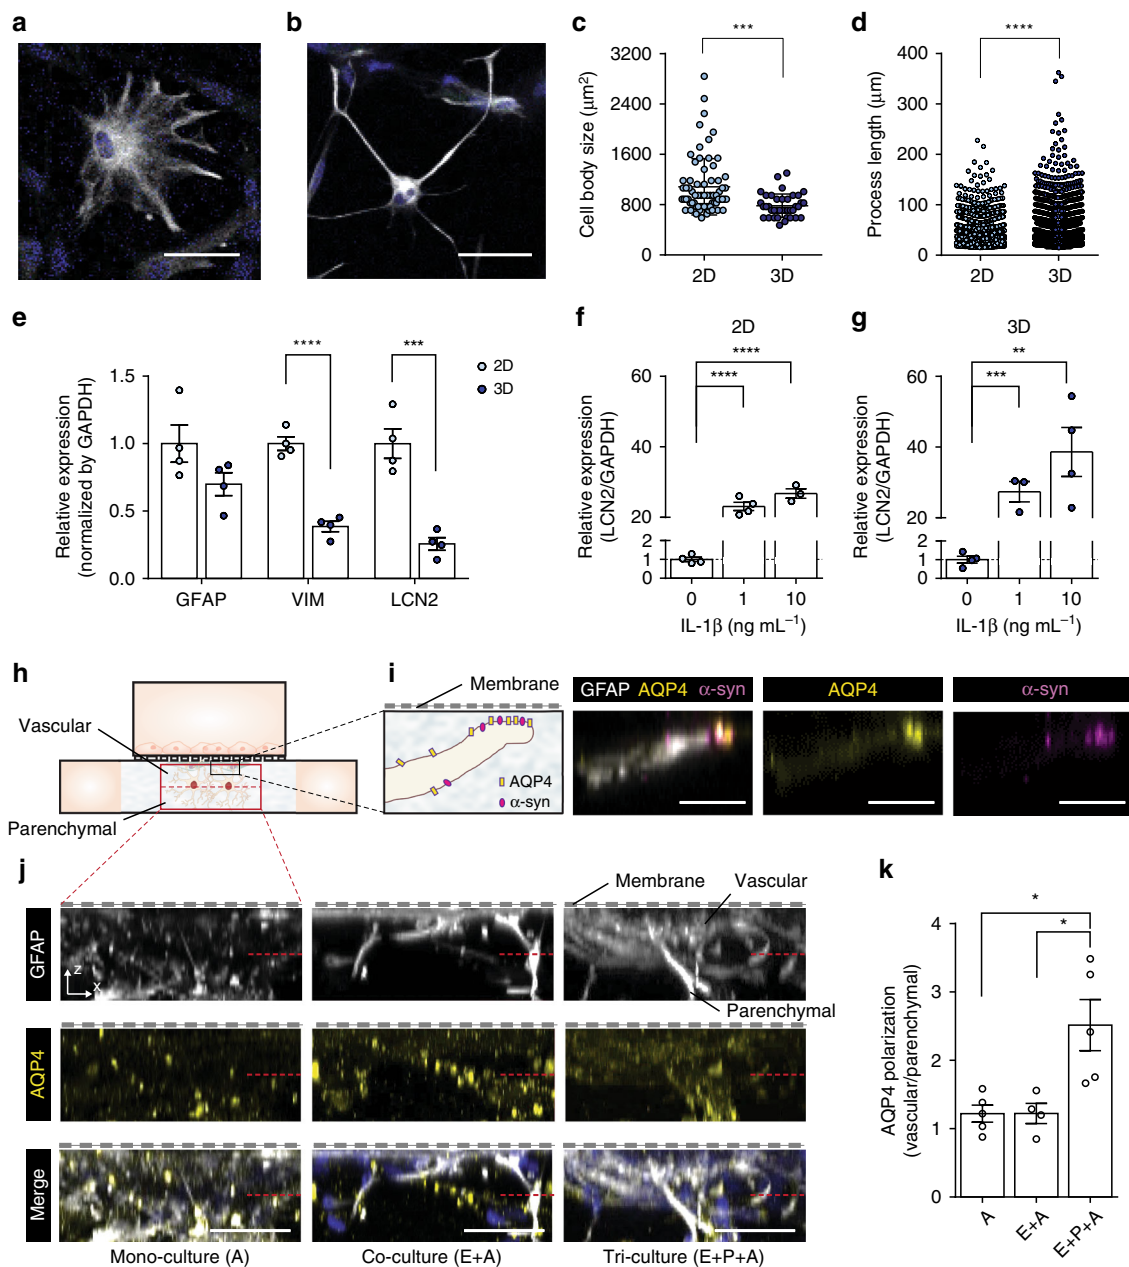 a
b
c
Cell body size (μm²)
3200
2400
1600
800
0
***
2D
3D
d
Process length (μm)
400
300
200
100
0
****
2D
3D
e
Relative expression
(normalized by GAPDH)
1.5
1.0
0.5
0.0
****
***
2D
3D
GFAP
VIM
LCN2
f
2D
Relative expression
(LCN2/GAPDH)
60
40
20
2
1
0
****
****
0
1
10
IL-1β (ng mL⁻¹)
g
3D
Relative expression
(LCN2/GAPDH)
60
40
20
2
1
0
**
***
0
1
10
IL-1β (ng mL⁻¹)
h
Vascular
Parenchymal
i
Membrane
AQP4
α-syn
GFAP AQP4 α-syn
AQP4
α-syn
j
Membrane
Vascular
Parenchymal
GFAP
z
x
AQP4
Merge
Mono-culture (A)
Co-culture (E+A)
Tri-culture (E+P+A)
k
AQP4 polarization
(vascular/parenchymal)
4
3
2
1
0
*
*
A
E+A
E+P+A